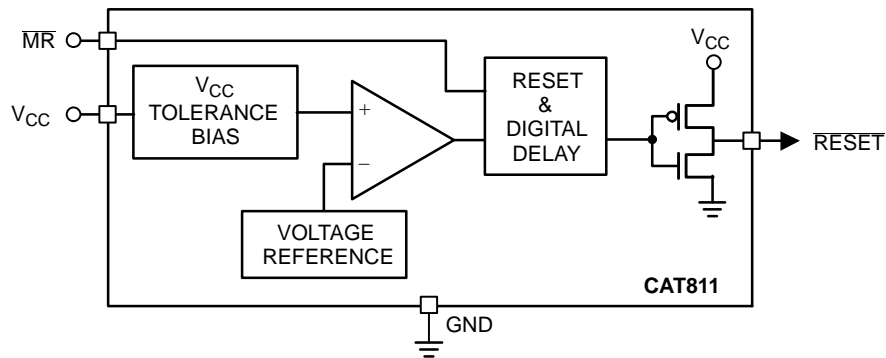 MR
VCC
VCC
TOLERANCE
BIAS
+
−
VOLTAGE
REFERENCE
RESET
&
DIGITAL
DELAY
VCC
RESET
CAT811
GND